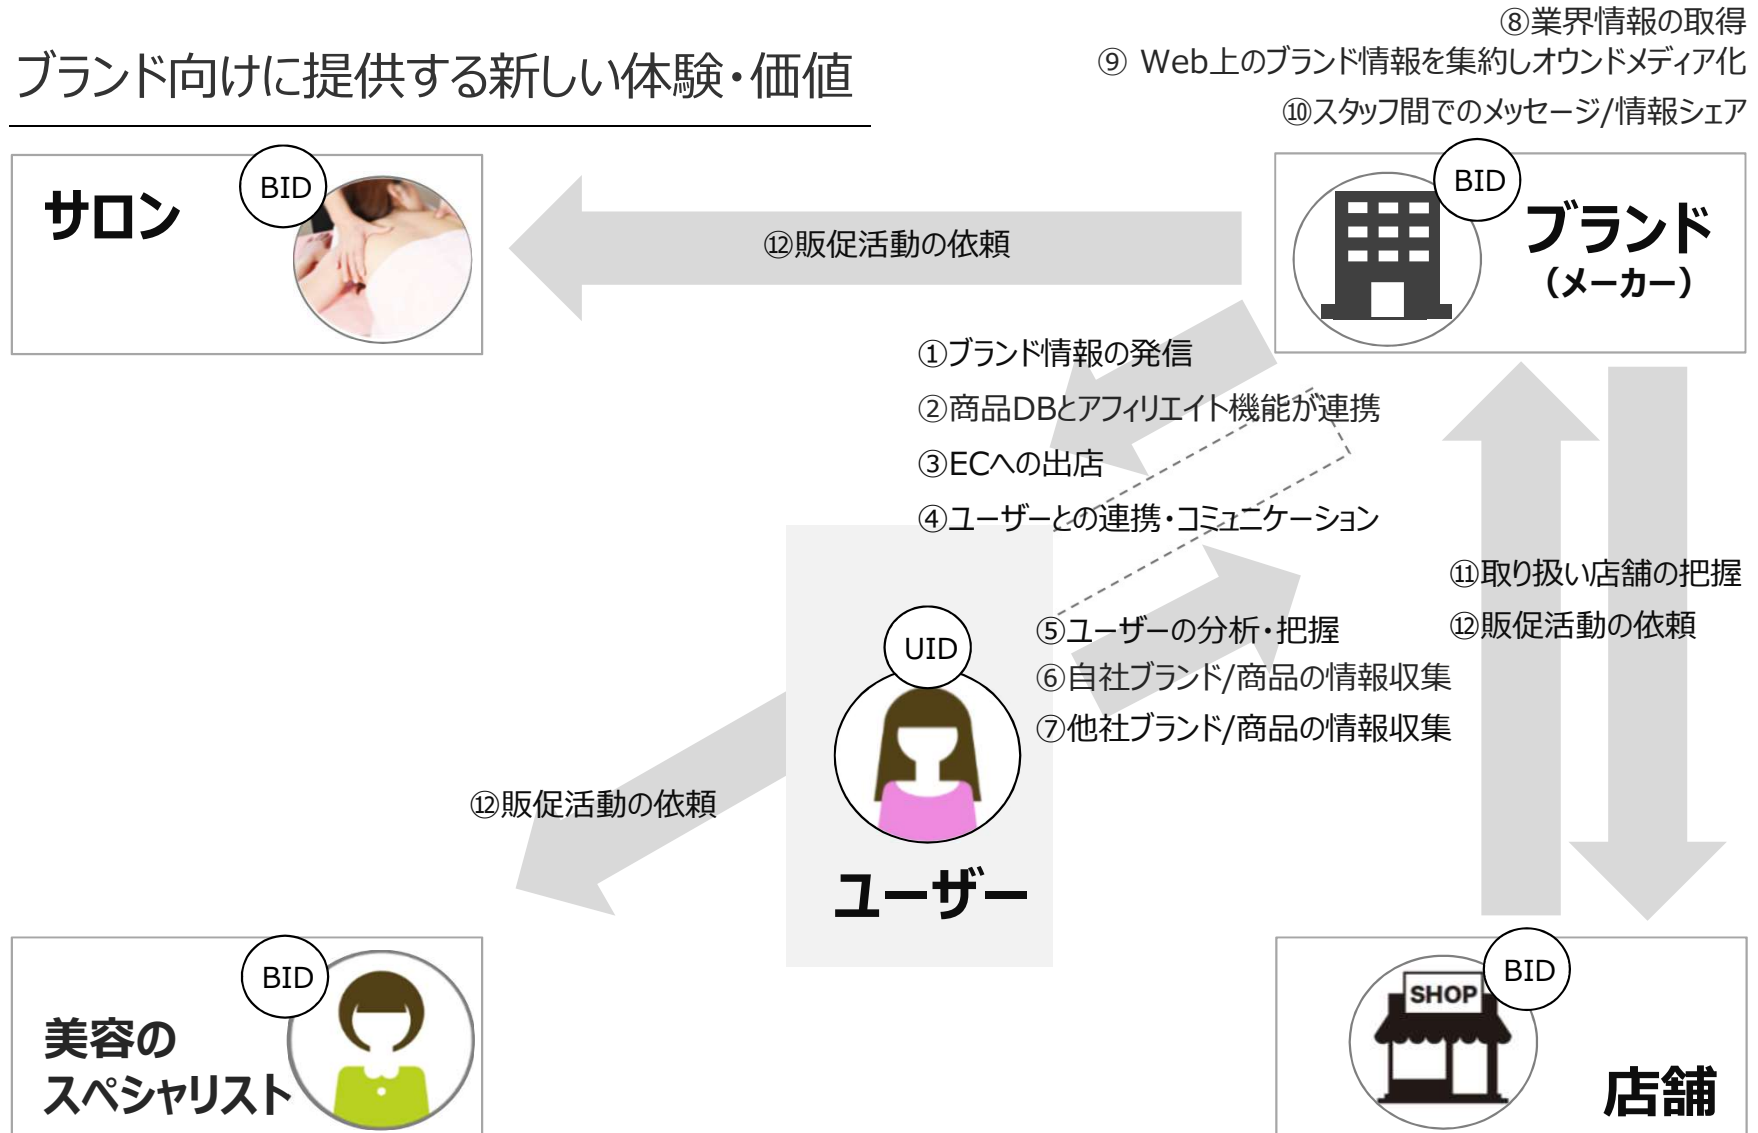 ⑧業界情報の取得
ブランド向けに提供する新しい体験・価値
⑨ Web上のブランド情報を集約しオウンドメディア化
⑩スタッフ間でのメッセージ/情報シェア
サロン
BID
BID
ブランド
（メーカー）
⑫販促活動の依頼
①ブランド情報の発信
②商品DBとアフィリエイト機能が連携
③ECへの出店
④ユーザーとの連携・コミュニケーション
⑪取り扱い店舗の把握
⑫販促活動の依頼
UID
⑤ユーザーの分析・把握
⑥自社ブランド/商品の情報収集
⑦他社ブランド/商品の情報収集
⑫販促活動の依頼
ユーザー
BID
美容の
スペシャリスト
BID
SHOP
店舗